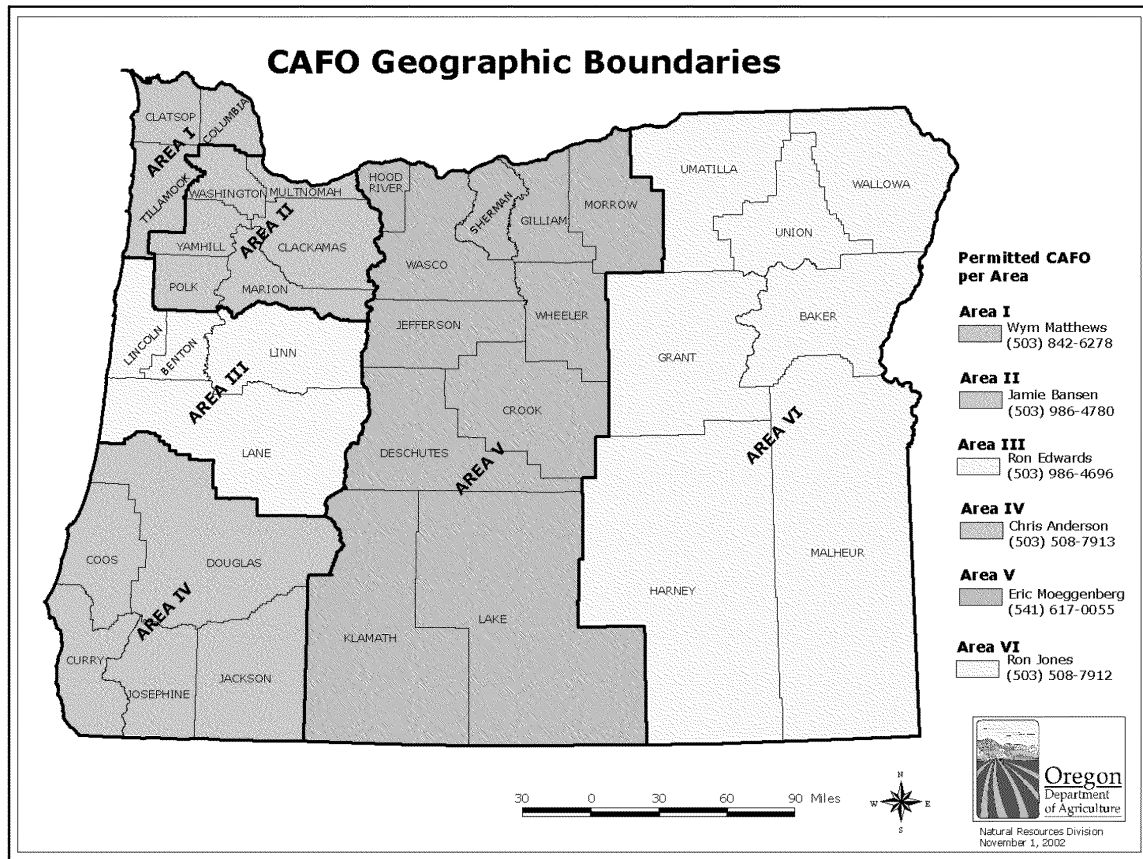 CAFO Geographic Boundaries
CLATSOP
COLUMBIA
AREA I
TILLAMOOK
WASHINGTON
MULTNOMAH
AREA II
YAMHILL
CLACKAMAS
POLK
MARION
HOOD
RIVER
WASCO
SHERMAN
GILLIAM
MORROW
UMATILLA
UNION
WALLOWA
LINCOLN
BENTON
LINN
AREA III
LANE
JEFFERSON
WHEELER
CROOK
DESCHUTES
AREA V
GRANT
BAKER
AREA VI
COOS
DOUGLAS
AREA IV
CURRY
JOSEPHINE
JACKSON
KLAMATH
LAKE
HARNEY
MALHEUR
Permitted CAFO
per Area
Area I
Wym Matthews
(503) 842-6278
Area II
Jamie Bansen
(503) 986-4780
Area III
Ron Edwards
(503) 986-4696
Area IV
Chris Anderson
(503) 508-7913
Area V
Eric Moeggenberg
(541) 617-0055
Area VI
Ron Jones
(503) 508-7912
30 0 30 60 90 Miles
N
W E
S
Oregon
Department
of Agriculture
Natural Resources Division
November 1, 2002